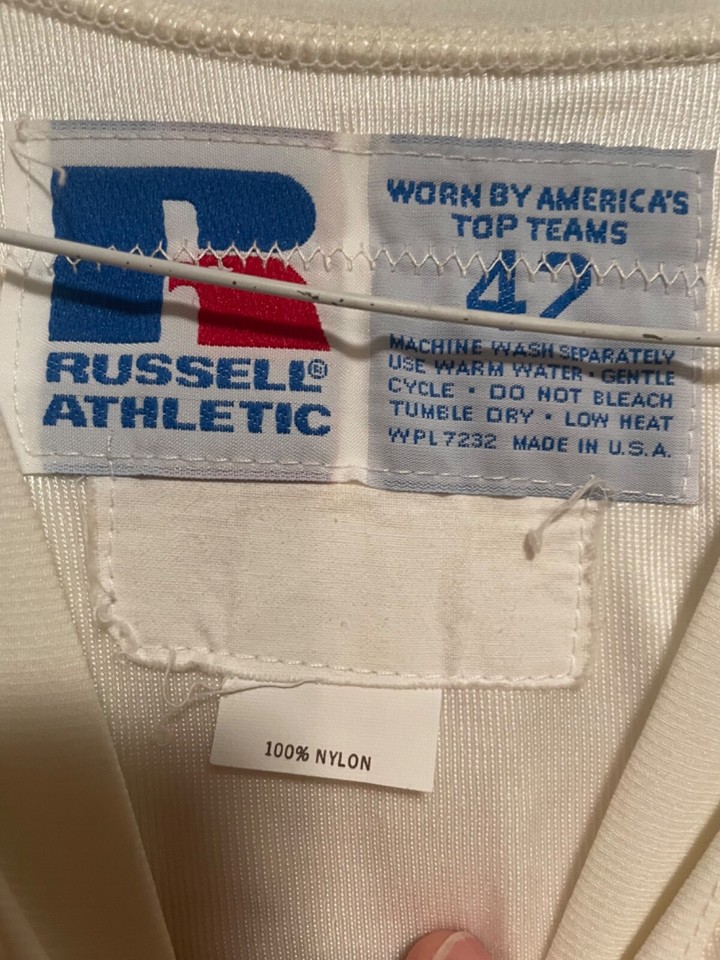 RUSSELL®
ATHLETIC
WORN BY AMERICA'S
TOP TEAMS
42
MACHINE WASH SEPARATELY
USE WARM WATER · GENTLE
CYCLE · DO NOT BLEACH
TUMBLE DRY · LOW HEAT
WPL 7232 MADE IN U.S.A.
100% NYLON